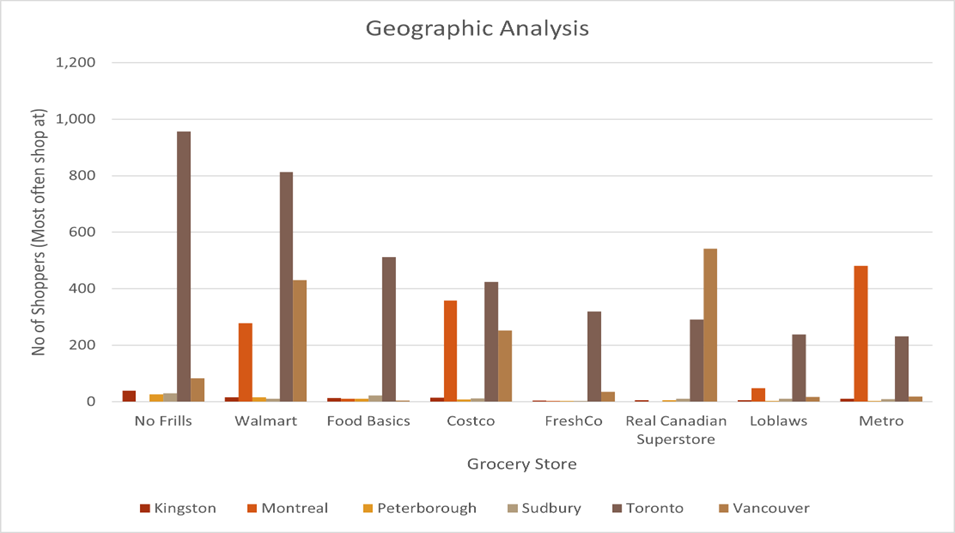 Geographic Analysis
No of Shoppers (Most often shop at)
1,200
1,000
800
600
400
200
0
No Frills Walmart Food Basics Costco FreshCo Real Canadian Superstore Loblaws Metro
Grocery Store
Kingston Montreal Peterborough Sudbury Toronto Vancouver